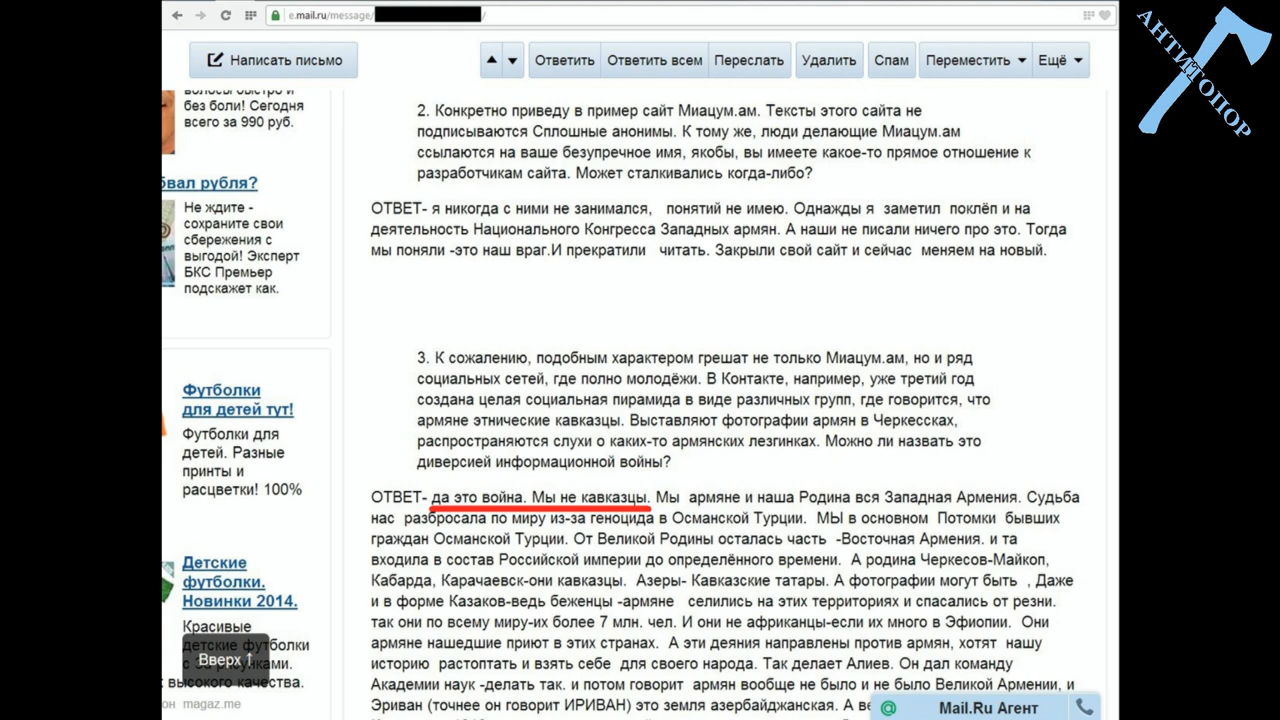 e.mail.ru/message/
АНТИТОПОР
Написать письмо
Ответить
Ответить всем
Переслать
Удалить
Спам
Переместить
Ещё
волосы быстро и
без боли! Сегодня
всего за 990 руб.
бвал рубля?
Не жди -
сохраните свои
сбережения с
выгодой! Эксперт
БКС Премьер
подскажет как.
Футболки
для детей тут!
Футболки для
детей. Разные
принты и
расцветки! 100%
Детские
футболки.
Новинки 2014.
Красивые
детские футболки
с рисунками.
высокого качества.
он magaz.me
Вверх ↑
2. Конкретно приведу в пример сайт Миацум.ам. Тексты этого сайта не
подписываются Сплошные анонимы. К тому же, люди делающие Миацум.ам
ссылаются на ваше безупречное имя, якобы, вы имеете какое-то прямое отношение к
разработчикам сайта. Может сталкивались когда-либо?
ОТВЕТ- я никогда с ними не занимался, понятий не имею. Однажды я заметил поклёп и на
деятельность Национального Конгресса Западных армян. А наши не писали ничего про это. Тогда
мы поняли -это наш враг.И прекратили читать. Закрыли свой сайт и сейчас меняем на новый.
3. К сожалению, подобным характером грешат не только Миацум.ам, но и ряд
социальных сетей, где полно молодёжи. В Контакте, например, уже третий год
создана целая социальная пирамида в виде различных групп, где говорится, что
армяне этнические кавказцы. Выставляют фотографии армян в Черкессках,
распространяются слухи о каких-то армянских лезгинках. Можно ли назвать это
диверсией информационной войны?
ОТВЕТ- да это война. Мы не кавказцы. Мы армяне и наша Родина вся Западная Армения. Судьба
нас разбросала по миру из-за геноцида в Османской Турции. МЫ в основном Потомки бывших
граждан Османской Турции. От Великой Родины осталась часть -Восточная Армения. и та
входила в состав Российской империи до определённого времени. А родина Черкесов-Майкоп,
Кабарда, Карачаевск-они кавказцы. Азеры- Кавказские татары. А фотографии могут быть , Даже
и в форме Казаков-ведь беженцы -армяне селились на этих территориях и спасались от резни.
так они по всему миру-их более 7 млн. чел. И они не африканцы-если их много в Эфиопии. Они
армяне нашедшие приют в этих странах. А эти деяния направлены против армян, хотят нашу
историю растоптать и взять себе для своего народа. Так делает Алиев. Он дал команду
Академии наук -делать так. и потом говорит армян вообще не было и не было Великой Армении, и
Эриван (точнее он говорит ИРИВАН) это земля азербайджанская. А
Mail.Ru Агент